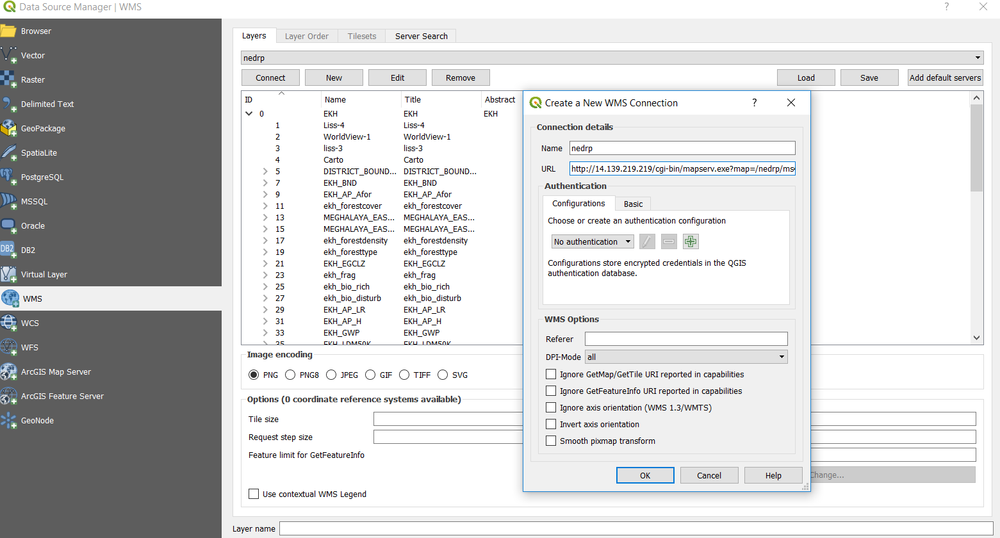 Data Source Manager | WMS
?
Browser
Vector
Raster
Delimited Text
GeoPackage
SpatiaLite
PostgreSQL
MSSQL
Oracle
DB2 DB2
Virtual Layer
WMS
WCS
WFS
ArcGIS Map Server
ArcGIS Feature Server
GeoNode
Layers Layer Order Tilesets Server Search
nedrp
Connect New Edit Remove Load Save Add default servers
ID Name Title Abstract
0 EKH EKH EKH
1 Liss-4 Liss-4
2 WorldView-1 WorldView-1
3 liss-3 liss-3
4 Carto Carto
5 DISTRICT_BOUND... DISTRICT_BOUND...
7 EKH_BND EKH_BND
9 EKH_AP_Afor EKH_AP_Afor
11 ekh_forestcover ekh_forestcover
13 MEGHALAYA_EAS... MEGHALAYA_EAS...
15 MEGHALAYA_EAS... MEGHALAYA_EAS...
17 ekh_forestdensity ekh_forestdensity
19 ekh_foresttype ekh_foresttype
21 EKH_EGCLZ EKH_EGCLZ
23 ekh_frag ekh_frag
25 ekh_bio_rich ekh_bio_rich
27 ekh_bio_disturb ekh_bio_disturb
29 EKH_AP_LR EKH_AP_LR
31 EKH_AP_H EKH_AP_H
33 EKH_GWP EKH_GWP
35 EKH_LDM50K EKH_LDM50K
Image encoding
PNG PNG8 JPEG GIF TIFF SVG
Options (0 coordinate reference systems available)
Tile size
Request step size
Feature limit for GetFeatureInfo
Change...
Use contextual WMS Legend
Layer name
Create a New WMS Connection ?
Connection details
Name nedrp
URL http://14.139.219.219/cgi-bin/mapserv.exe?map=/nedrp/ms4
Authentication
Configurations Basic
Choose or create an authentication configuration
No authentication
Configurations store encrypted credentials in the QGIS
authentication database.
WMS Options
Referer
DPI-Mode all
Ignore GetMap/GetTile URI reported in capabilities
Ignore GetFeatureInfo URI reported in capabilities
Ignore axis orientation (WMS 1.3/WMTS)
Invert axis orientation
Smooth pixmap transform
OK Cancel Help